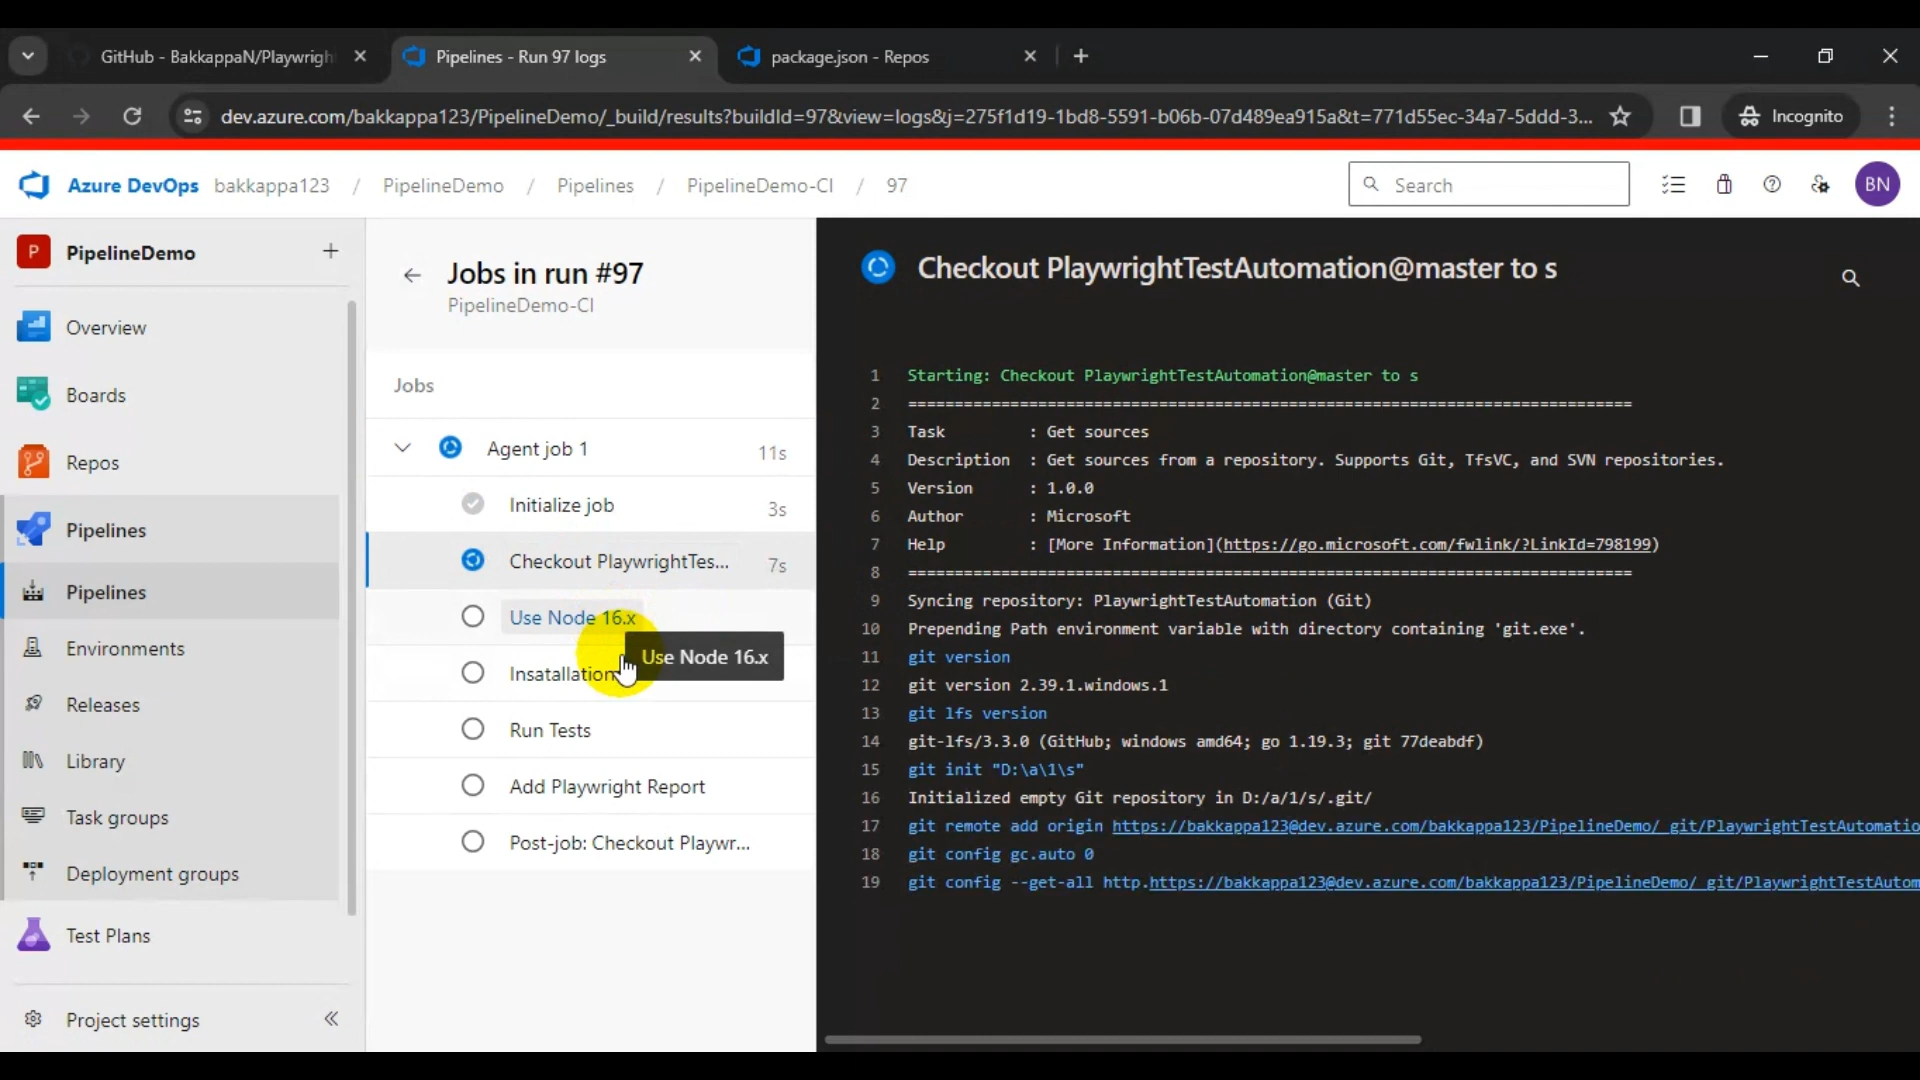 GitHub - BakkappaN/Playwrigh
Pipelines - Run 97 logs
package.json - Repos
dev.azure.com/bakkappa123/PipelineDemo/_build/results?buildId=97&view=logs&j=275f1d19-1bd8-5591-b06b-07d489ea915a&t=771d55ec-34a7-5ddd-3...
Incognito
Azure DevOps bakkappa123 / PipelineDemo / Pipelines / PipelineDemo-CI / 97
Search
BN
P PipelineDemo
Overview
Boards
Repos
Pipelines
Pipelines
Environments
Releases
Library
Task groups
Deployment groups
Test Plans
Project settings
Jobs in run #97
PipelineDemo-CI
Jobs
Agent job 1 11s
Initialize job 3s
Checkout PlaywrightTes... 7s
Use Node 16.x
Use Node 16.x
Insatallation
Run Tests
Add Playwright Report
Post-job: Checkout Playwr...
Checkout PlaywrightTestAutomation@master to s
1 Starting: Checkout PlaywrightTestAutomation@master to s
2 ==============================================================================
3 Task : Get sources
4 Description : Get sources from a repository. Supports Git, TfsVC, and SVN repositories.
5 Version : 1.0.0
6 Author : Microsoft
7 Help : [More Information](https://go.microsoft.com/fwlink/?LinkId=798199)
8 ==============================================================================
9 Syncing repository: PlaywrightTestAutomation (Git)
10 Prepending Path environment variable with directory containing 'git.exe'.
11 git version
12 git version 2.39.1.windows.1
13 git lfs version
14 git-lfs/3.3.0 (GitHub; windows amd64; go 1.19.3; git 77deabdf)
15 git init "D:\a\1\s"
16 Initialized empty Git repository in D:/a/1/s/.git/
17 git remote add origin https://bakkappa123@dev.azure.com/bakkappa123/PipelineDemo/_git/PlaywrightTestAutomatio
18 git config gc.auto 0
19 git config --get-all http.https://bakkappa123@dev.azure.com/bakkappa123/PipelineDemo/_git/PlaywrightTestAutom